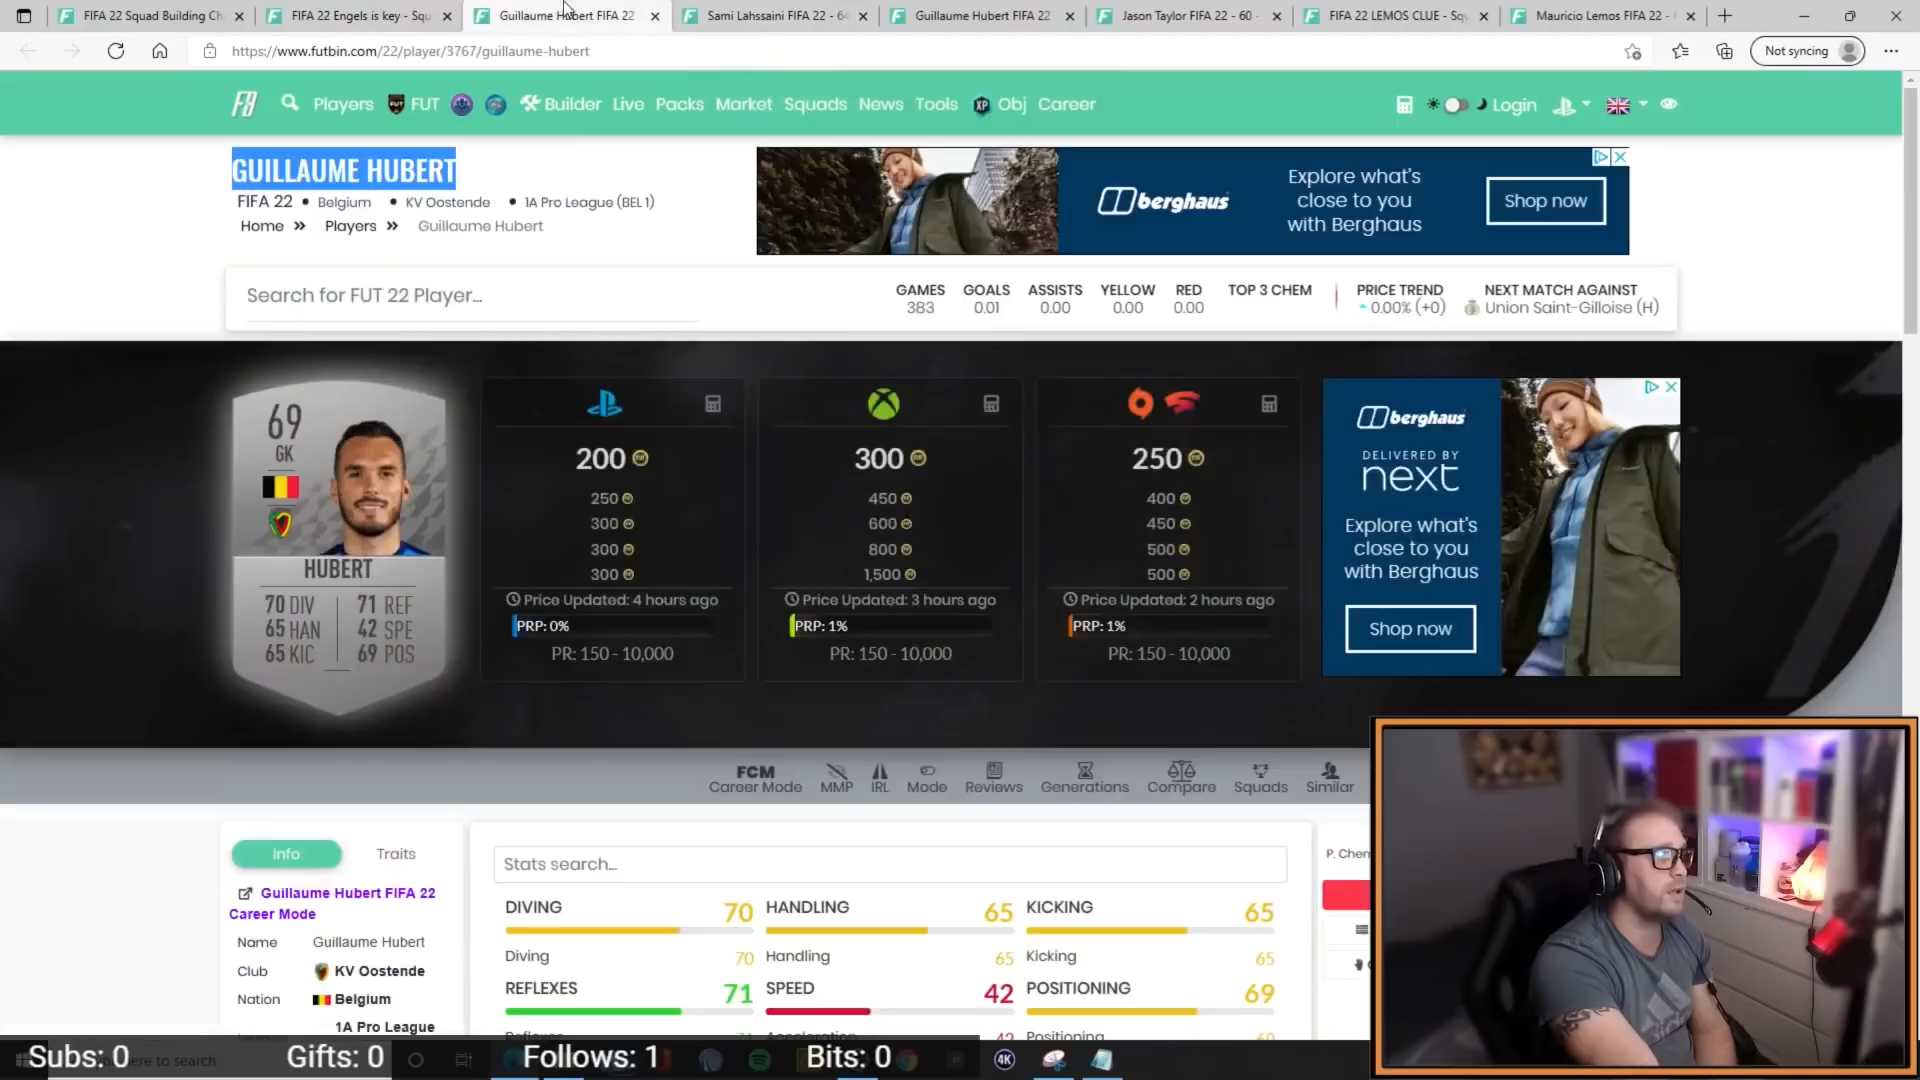 FIFA 22 Squad Building Ch
FIFA 22 Engels is key - Squ
Guillaume Hubert FIFA 22
Sami Lahssaini FIFA 22 - 64
Guillaume Hubert FIFA 22
Jason Taylor FIFA 22 - 60 -
FIFA 22 LEMOS CLUE - Squ
Mauricio Lemos FIFA 22 -
https://www.futbin.com/22/player/3767/guillaume-hubert
Not syncing
Players
FUT
Builder
Live
Packs
Market
Squads
News
Tools
XP Obj
Career
Login
GUILLAUME HUBERT
FIFA 22 • Belgium • KV Oostende • 1A Pro League (BEL 1)
Home » Players » Guillaume Hubert
berghaus
Explore what's
close to you
with Berghaus
Shop now
Search for FUT 22 Player...
GAMES
383
GOALS
0.01
ASSISTS
0.00
YELLOW
0.00
RED
0.00
TOP 3 CHEM
PRICE TREND
0.00% (+0)
NEXT MATCH AGAINST
Union Saint-Gilloise (H)
69
GK
HUBERT
70 DIV
71 REF
65 HAN
42 SPE
65 KIC
69 POS
200
250
300
300
300
Price Updated: 4 hours ago
PRP: 0%
PR: 150 - 10,000
300
450
600
800
1,500
Price Updated: 3 hours ago
PRP: 1%
PR: 150 - 10,000
250
400
450
500
500
Price Updated: 2 hours ago
PRP: 1%
PR: 150 - 10,000
berghaus
DELIVERED BY
next
Explore what's
close to you
with Berghaus
Shop now
FCM
Career Mode
MMP
IRL
Mode
Reviews
Generations
Compare
Squads
Similar
Info
Traits
Guillaume Hubert FIFA 22
Career Mode
Name Guillaume Hubert
Club KV Oostende
Nation Belgium
1A Pro League
Stats search...
DIVING 70
Diving 70
REFLEXES 71
HANDLING 65
Handling 65
SPEED 42
Acceleration 42
KICKING 65
Kicking 65
POSITIONING 69
Positioning
P. Chem
Subs: 0
Gifts: 0
Follows: 1
Bits: 0
here to search
4K